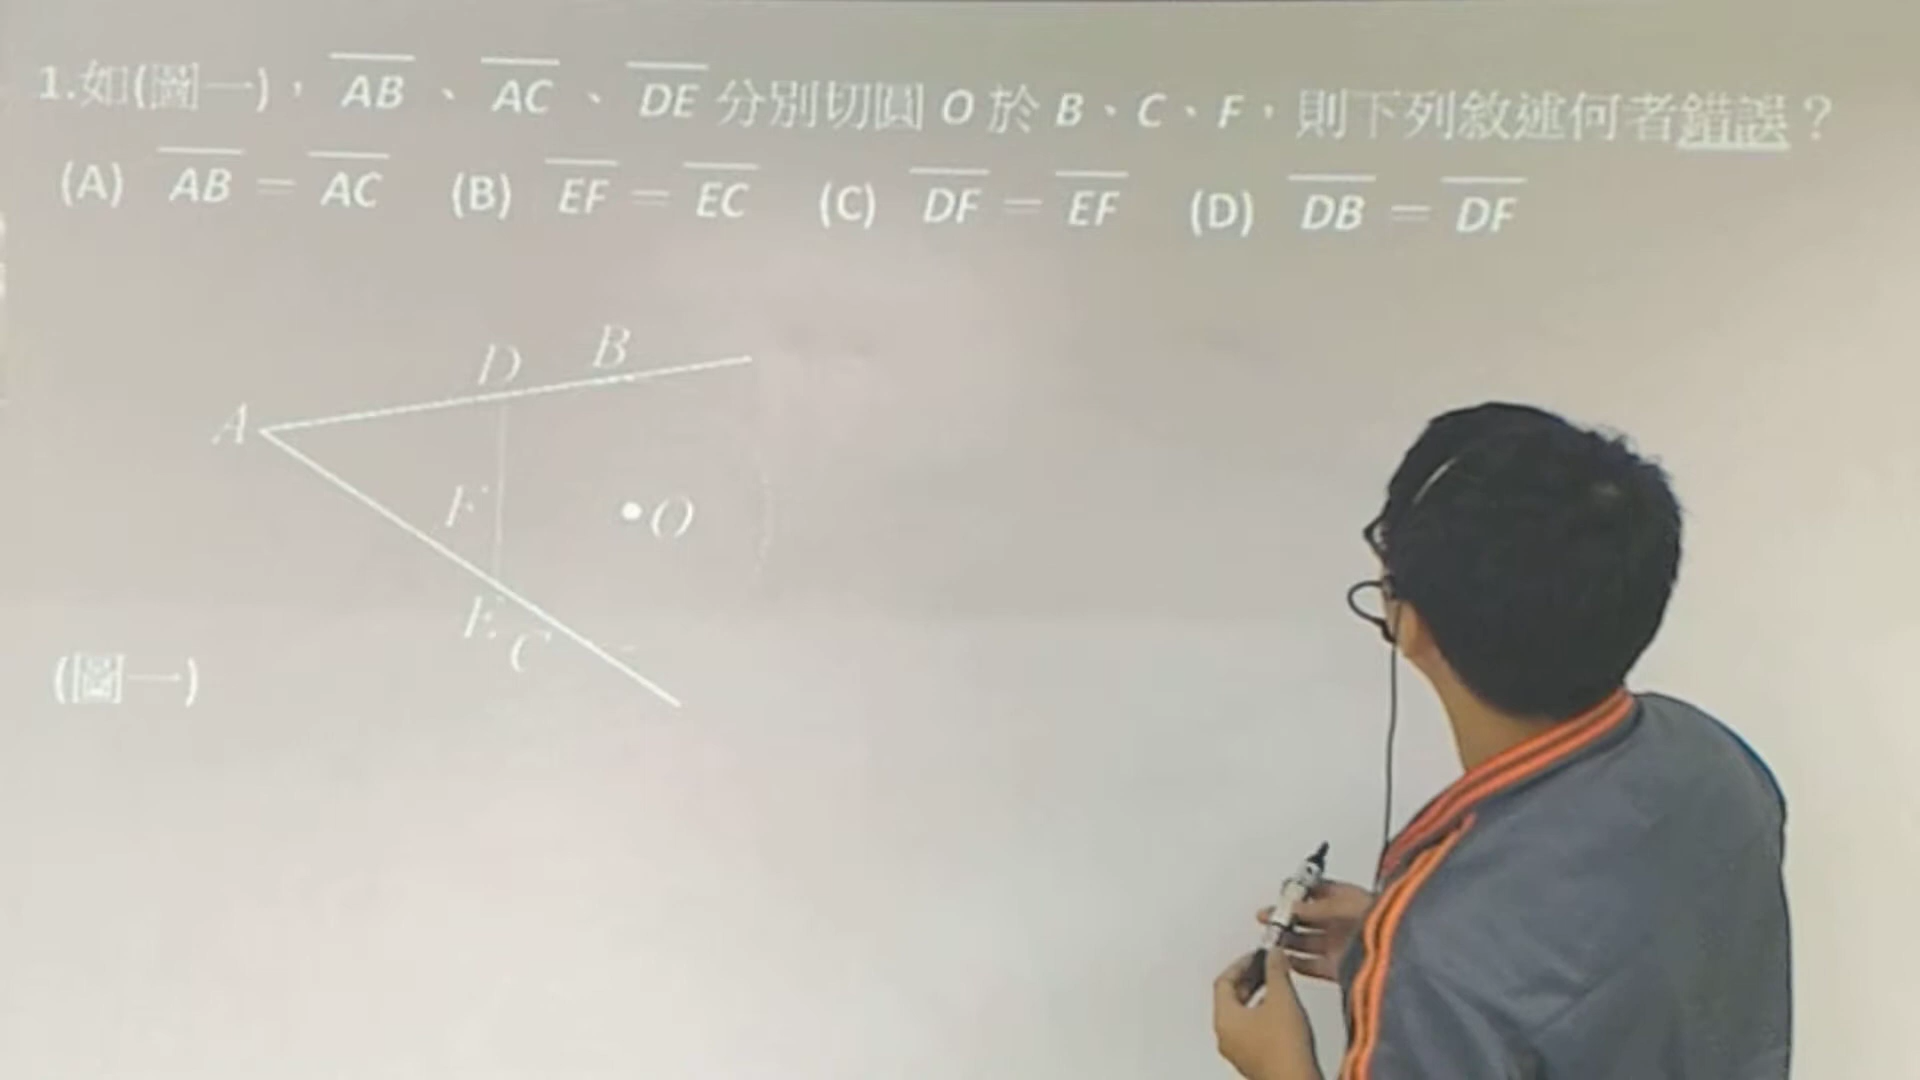 1.如(圖一)，AB、AC、DE 分別切圓 O 於 B、C、F，則下列敘述何者錯誤？
(A) AB = AC (B) EF = EC (C) DF = EF (D) DB = DF
D B
A
F O
E C
(圖一)